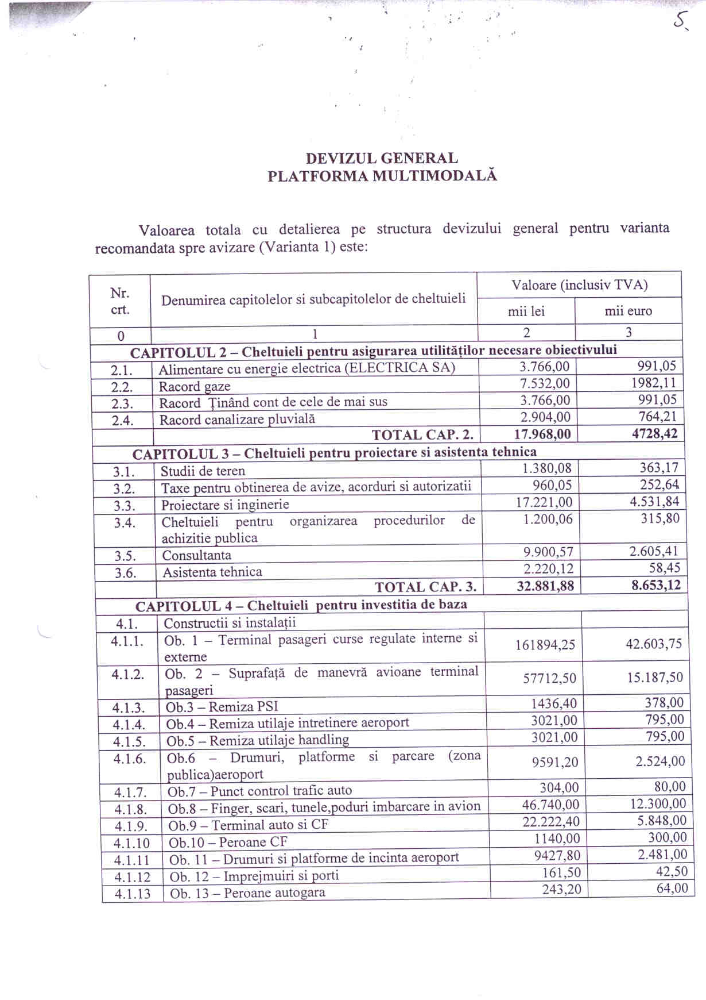 5.
DEVIZUL GENERAL
PLATFORMA MULTIMODALĂ
Valoarea totala cu detalierea pe structura devizului general pentru varianta
recomandata spre avizare (Varianta 1) este:
Nr. crt. Denumirea capitolelor si subcapitolelor de cheltuieli Valoare (inclusiv TVA)
mii lei mii euro
0 1 2 3
CAPITOLUL 2 – Cheltuieli pentru asigurarea utilităților necesare obiectivului
2.1. Alimentare cu energie electrica (ELECTRICA SA) 3.766,00 991,05
2.2. Racord gaze 7.532,00 1982,11
2.3. Racord Ținând cont de cele de mai sus 3.766,00 991,05
2.4. Racord canalizare pluvială 2.904,00 764,21
TOTAL CAP. 2. 17.968,00 4728,42
CAPITOLUL 3 – Cheltuieli pentru proiectare si asistenta tehnica
3.1. Studii de teren 1.380,08 363,17
3.2. Taxe pentru obtinerea de avize, acorduri si autorizatii 960,05 252,64
3.3. Proiectare si inginerie 17.221,00 4.531,84
3.4. Cheltuieli pentru organizarea procedurilor de 1.200,06 315,80
achizitie publica
3.5. Consultanta 9.900,57 2.605,41
3.6. Asistenta tehnica 2.220,12 58,45
TOTAL CAP. 3. 32.881,88 8.653,12
CAPITOLUL 4 – Cheltuieli pentru investitia de baza
4.1. Constructii si instalații
4.1.1. Ob. 1 – Terminal pasageri curse regulate interne si
externe 161894,25 42.603,75
4.1.2. Ob. 2 – Suprafață de manevră avioane terminal
pasageri 57712,50 15.187,50
4.1.3. Ob.3 – Remiza PSI 1436,40 378,00
4.1.4. Ob.4 – Remiza utilaje intretinere aeroport 3021,00 795,00
4.1.5. Ob.5 – Remiza utilaje handling 3021,00 795,00
4.1.6. Ob.6 – Drumuri, platforme si parcare (zona
publica)aeroport 9591,20 2.524,00
4.1.7. Ob.7 – Punct control trafic auto 304,00 80,00
4.1.8. Ob.8 – Finger, scari, tunele,poduri imbarcare in avion 46.740,00 12.300,00
4.1.9. Ob.9 – Terminal auto si CF 22.222,40 5.848,00
4.1.10 Ob.10 – Peroane CF 1140,00 300,00
4.1.11 Ob. 11 – Drumuri si platforme de incinta aeroport 9427,80 2.481,00
4.1.12 Ob. 12 – Imprejmuiri si porti 161,50 42,50
4.1.13 Ob. 13 – Peroane autogara 243,20 64,00